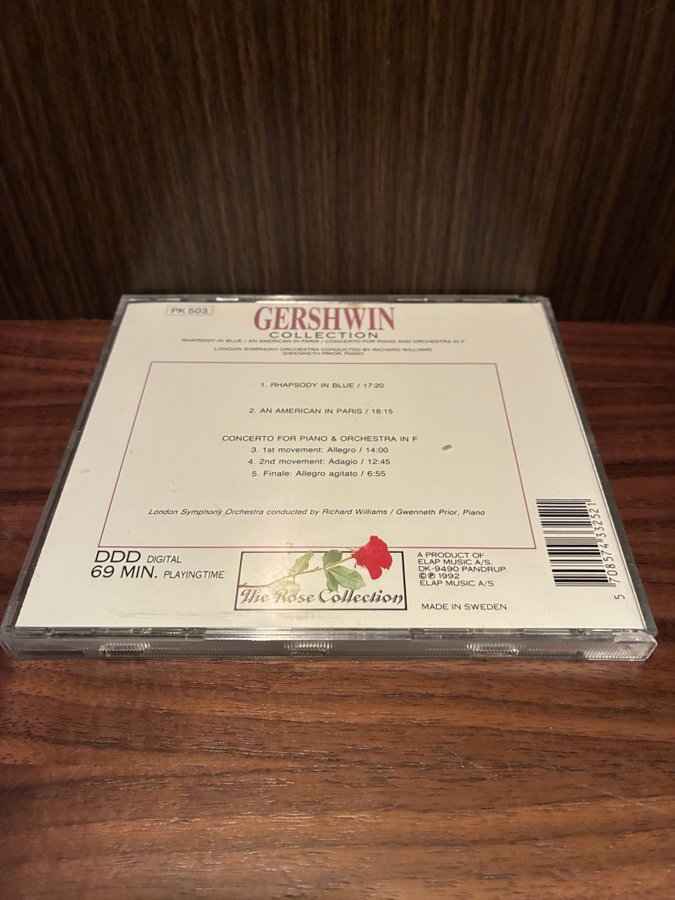 PK 503
GERSHWIN
COLLECTION
RHAPSODY IN BLUE / AN AMERICAN IN PARIS / CONCERTO FOR PIANO AND ORCHESTRA IN F
LONDON SYMPHONY ORCHESTRA CONDUCTED BY RICHARD WILLIAMS
GWENNETH PRIOR, PIANO
1. RHAPSODY IN BLUE / 17:20
2. AN AMERICAN IN PARIS / 18:15
CONCERTO FOR PIANO & ORCHESTRA IN F
3. 1st movement: Allegro / 14:00
4. 2nd movement: Adagio / 12:45
5. Finale: Allegro agitato / 6:55
London Symphony Orchestra conducted by Richard Williams / Gwenneth Prior, Piano
DDD DIGITAL
69 MIN. PLAYINGTIME
The Rose Collection
A PRODUCT OF
ELAP MUSIC A/S.
DK-9490 PANDRUP.
©℗ 1992
ELAP MUSIC A/S
MADE IN SWEDEN
5 708574 332521